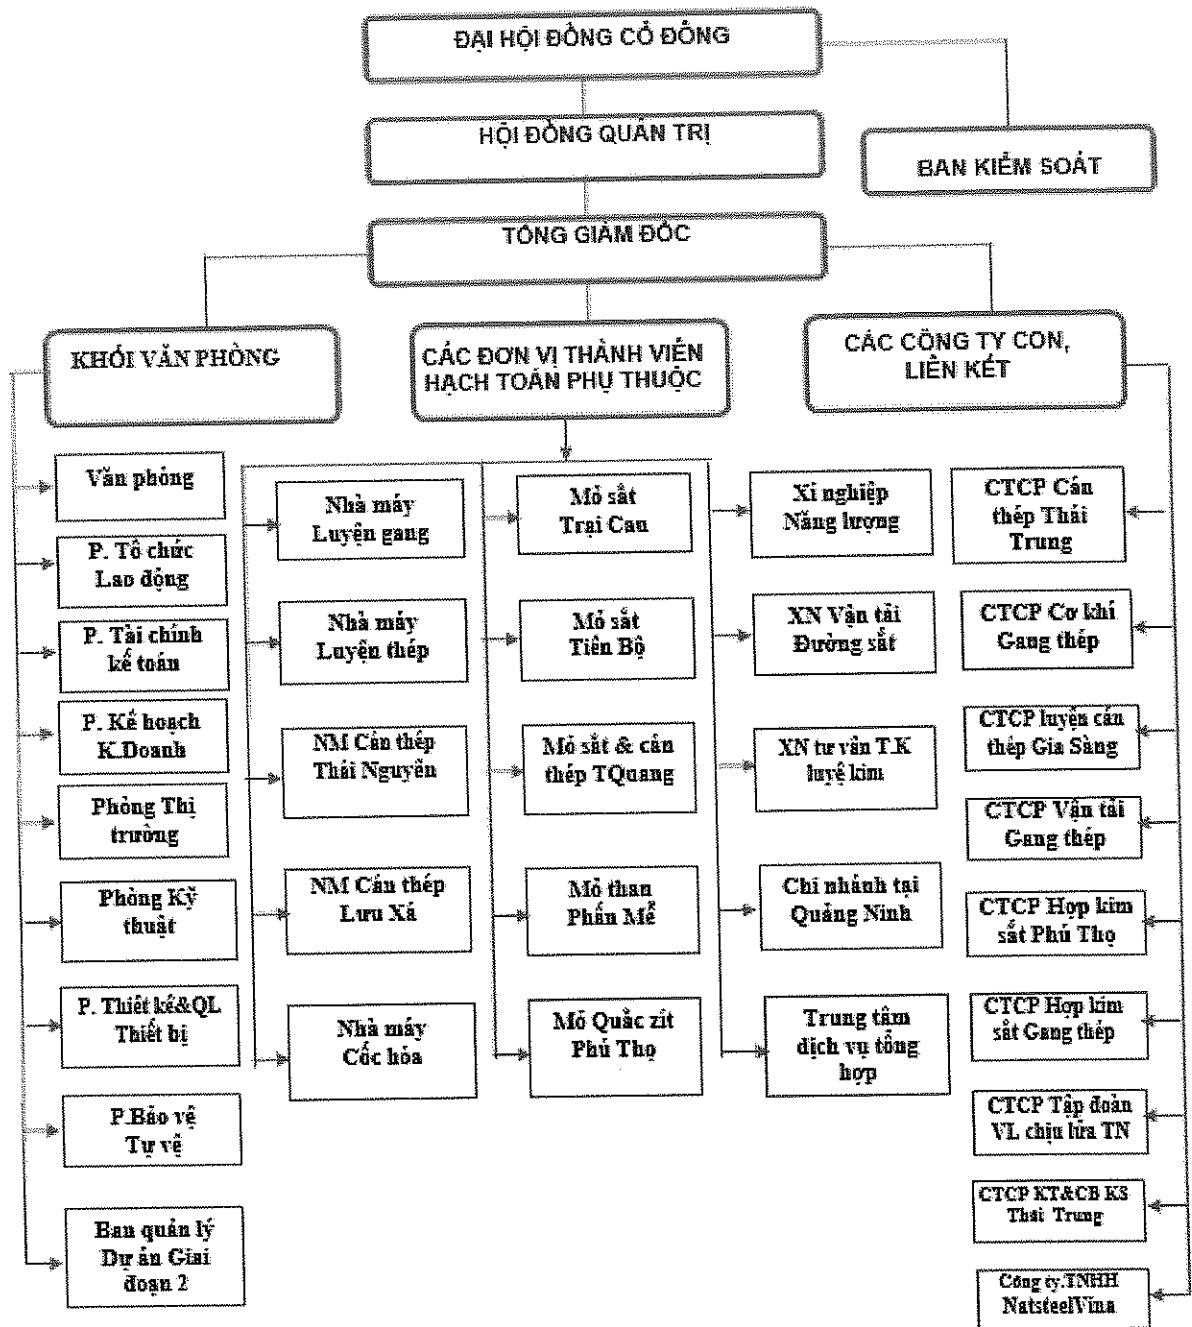 ĐẠI HỘI ĐỒNG CỔ ĐÔNG
HỘI ĐỒNG QUẢN TRỊ
BAN KIỂM SOÁT
TỔNG GIÁM ĐỐC
KHỐI VĂN PHÒNG
CÁC ĐƠN VỊ THÀNH VIÊN
HẠCH TOÁN PHỤ THUỘC
CÁC CÔNG TY CON,
LIÊN KẾT
Văn phòng
P. Tổ chức
Lao động
P. Tài chính
kế toán
P. Kế hoạch
K.Doanh
Phòng Thị
trường
Phòng Kỹ
thuật
P. Thiết kế&QL
Thiết bị
P.Bảo vệ
Tự vệ
Ban quản lý
Dự án Giai
đoạn 2
Nhà máy
Luyện gang
Nhà máy
Luyện thép
NM Cán thép
Thái Nguyên
NM Cán thép
Lưu Xá
Nhà máy
Cốc hóa
Mỏ sắt
Trại Cau
Mỏ sắt
Tiến Bộ
Mỏ sắt & cán
thép TQuang
Mỏ than
Phấn Mễ
Mỏ Quắc zít
Phú Thọ
Xí nghiệp
Năng lượng
XN Vận tải
Đường sắt
XN tư vấn T.K
luyệ kim
Chi nhánh tại
Quảng Ninh
Trung tâm
dịch vụ tổng
hợp
CTCP Cán
thép Thái
Trung
CTCP Cơ khí
Gang thép
CTCP luyện cán
thép Gia Sàng
CTCP Vận tải
Gang thép
CTCP Hợp kim
sắt Phú Thọ
CTCP Hợp kim
sắt Gang thép
CTCP Tập đoàn
VL chịu lửa TN
CTCP KT&CB KS
Thái Trung
Công ty.TNHH
NatsteelVina